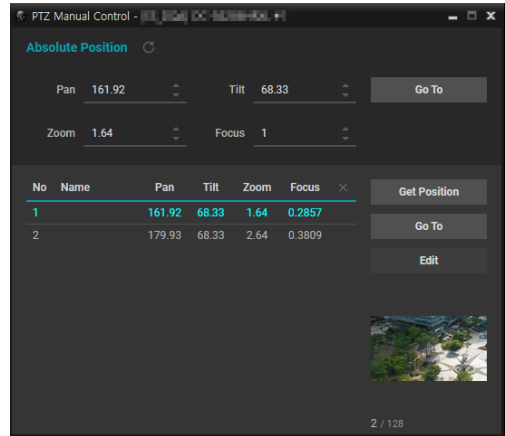 PTZ Manual Control -
Absolute Position
Pan 161.92 Tilt 68.33 Go To
Zoom 1.64 Focus 1
No Name Pan Tilt Zoom Focus
Get Position
1 161.92 68.33 1.64 0.2857
Go To
2 179.93 68.33 2.64 0.3809
Edit
2 / 128